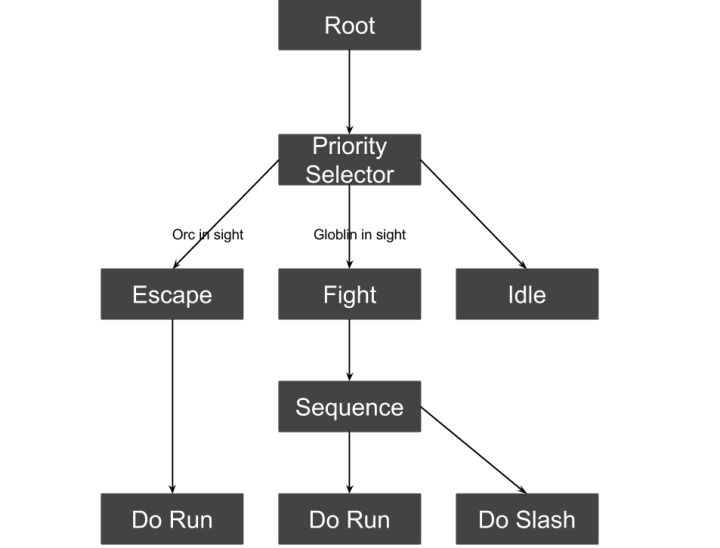 Root
Priority
Selector
Orc in sight
Globlin in sight
Escape
Fight
Idle
Sequence
Do Run
Do Run
Do Slash